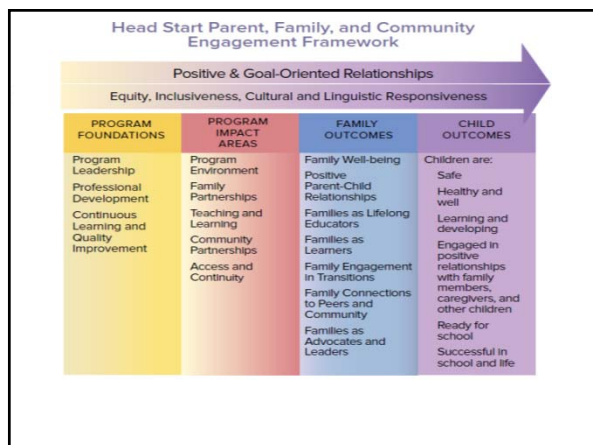 Head Start Parent, Family, and Community
Engagement Framework
Positive & Goal-Oriented Relationships
Equity, Inclusiveness, Cultural and Linguistic Responsiveness
PROGRAM
FOUNDATIONS
Program
Leadership
Professional
Development
Continuous
Learning and
Quality
Improvement
PROGRAM
IMPACT
AREAS
Program
Environment
Family
Partnerships
Teaching and
Learning
Community
Partnerships
Access and
Continuity
FAMILY
OUTCOMES
Family Well-being
Positive
Parent-Child
Relationships
Families as Lifelong
Educators
Families as
Learners
Family Engagement
in Transitions
Family Connections
to Peers and
Community
Families as
Advocates and
Leaders
CHILD
OUTCOMES
Children are:
Safe
Healthy and
well
Learning and
developing
Engaged in
positive
relationships
with family
members,
caregivers, and
other children
Ready for
school
Successful in
school and life